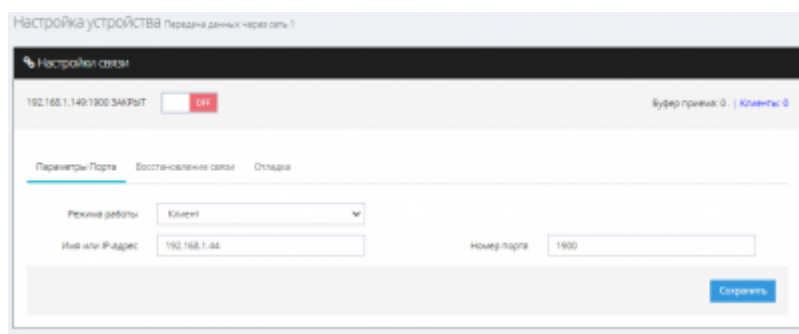 Настройка устройства Передача данных через сеть 1
Настройки связи
192.168.1.149:1900 ЗАКРЫТ OFF Буфер приема: 0 . | Клиенты: 0
Параметры Порта Восстановление связи Отладка
Режим работы Клиент
Имя или IP-адрес 192.168.1.44 Номер порта 1900
Сохранить